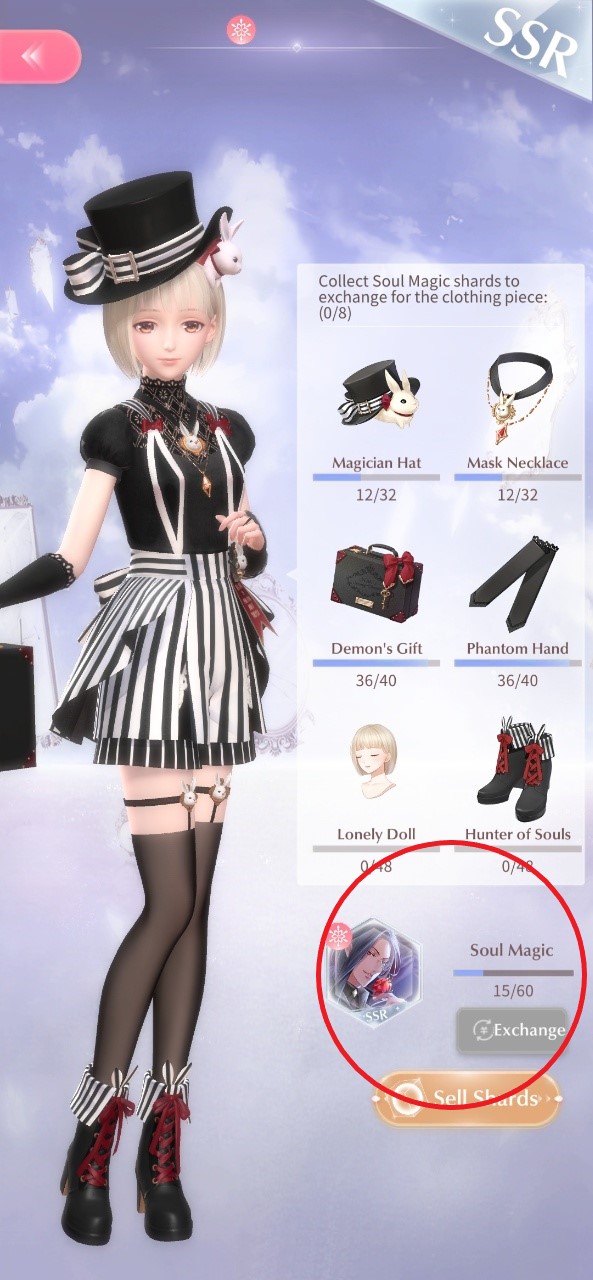 SSR
Collect Soul Magic shards to
exchange for the clothing piece:
(0/8)
Magician Hat
12/32
Mask Necklace
12/32
Demon's Gift
36/40
Phantom Hand
36/40
Lonely Doll
0/48
Hunter of Souls
0/48
SSR
Soul Magic
15/60
Exchange
Sell Shards